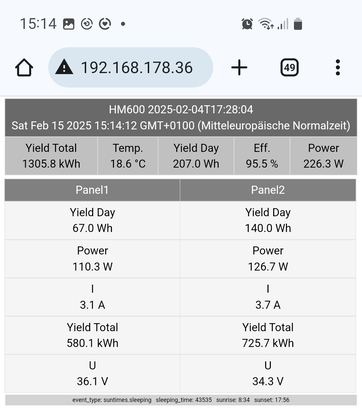 15:14
192.168.178.36
49
HM600 2025-02-04T17:28:04
Sat Feb 15 2025 15:14:12 GMT+0100 (Mitteleuropäische Normalzeit)
Yield Total Temp. Yield Day Eff. Power
1305.8 kWh 18.6 °C 207.0 Wh 95.5 % 226.3 W
Panel1 Panel2
Yield Day Yield Day
67.0 Wh 140.0 Wh
Power Power
110.3 W 126.7 W
I I
3.1 A 3.7 A
Yield Total Yield Total
580.1 kWh 725.7 kWh
U U
36.1 V 34.3 V
event_type: suntimes.sleeping sleeping_time: 43535 sunrise: 8:34 sunset: 17:56